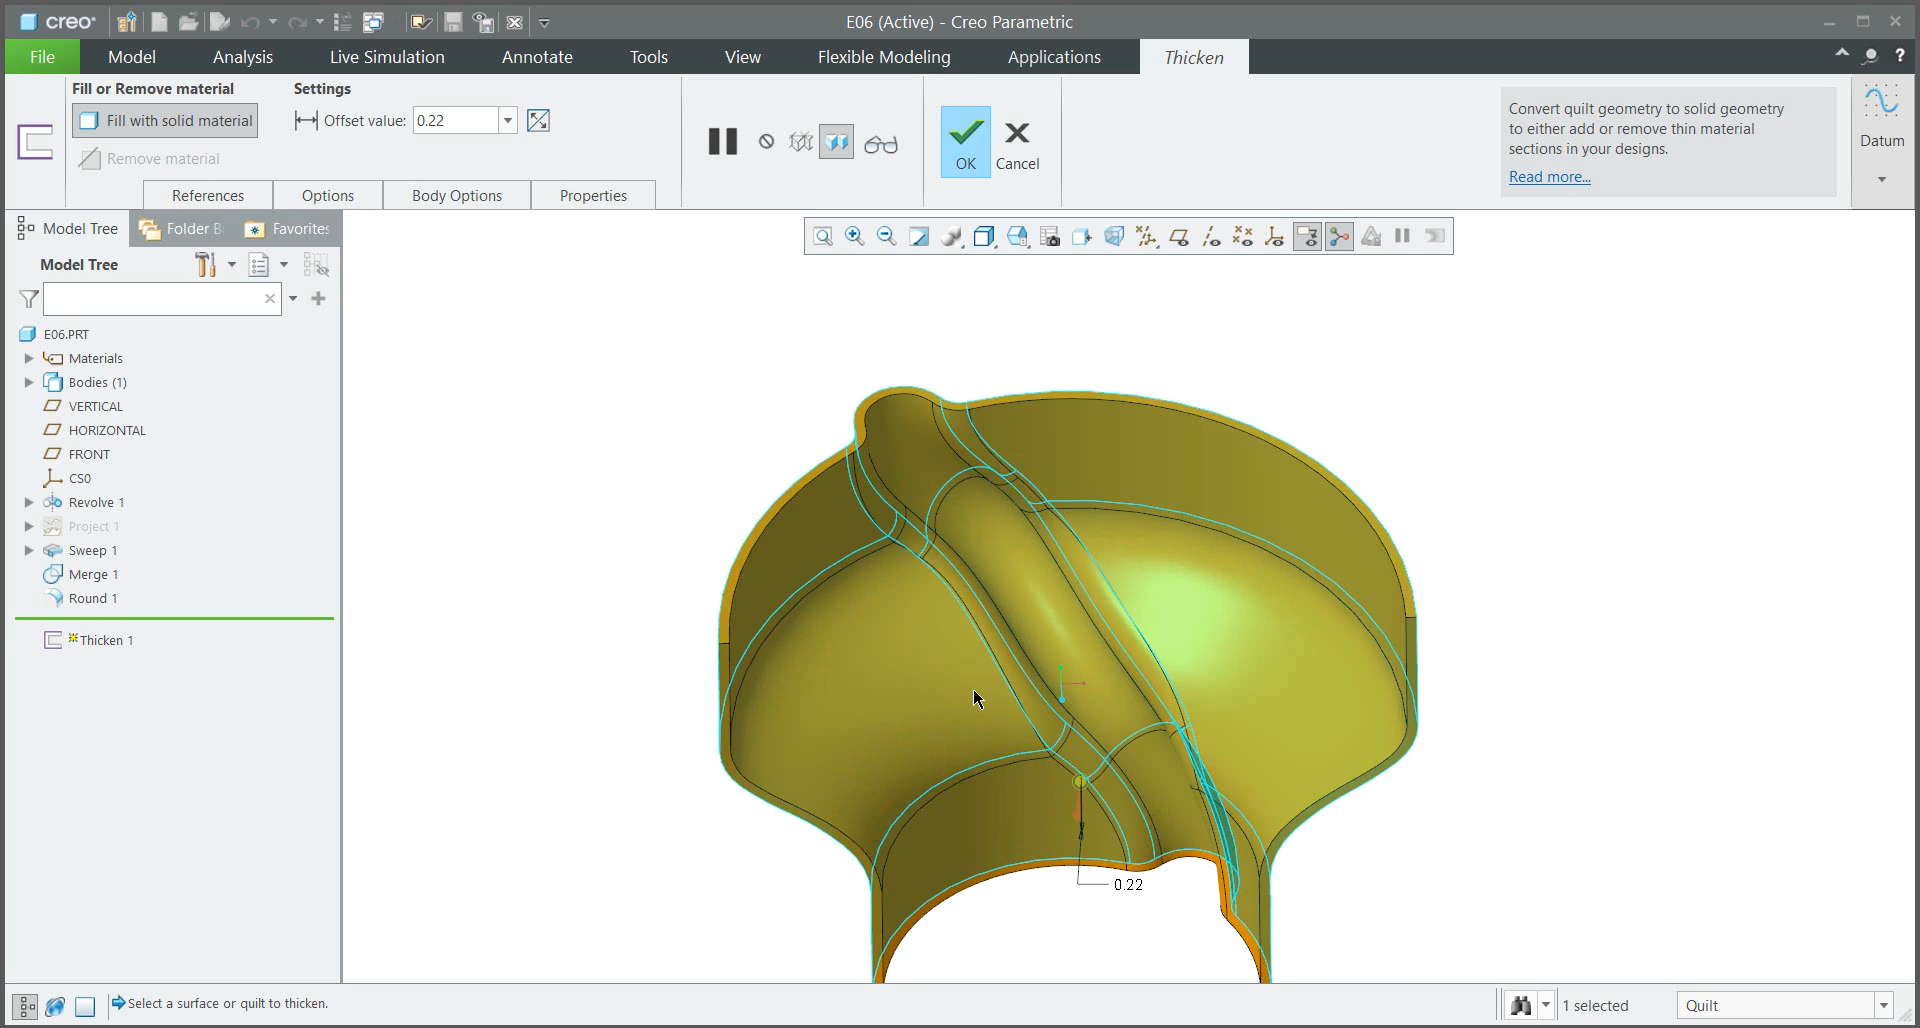 creo
E06 (Active) - Creo Parametric
File
Model
Analysis
Live Simulation
Annotate
Tools
View
Flexible Modeling
Applications
Thicken
?
Fill or Remove material
Fill with solid material
Remove material
Settings
Offset value:
0.22
OK
Cancel
References
Options
Body Options
Properties
Convert quilt geometry to solid geometry
to either add or remove thin material
sections in your designs.
Read more...
Datum
Model Tree
Folder B
Favorites
Model Tree
E06.PRT
Materials
Bodies (1)
VERTICAL
HORIZONTAL
FRONT
CS0
Revolve 1
Project 1
Sweep 1
Merge 1
Round 1
Thicken 1
0.22
Select a surface or quilt to thicken.
1 selected
Quilt